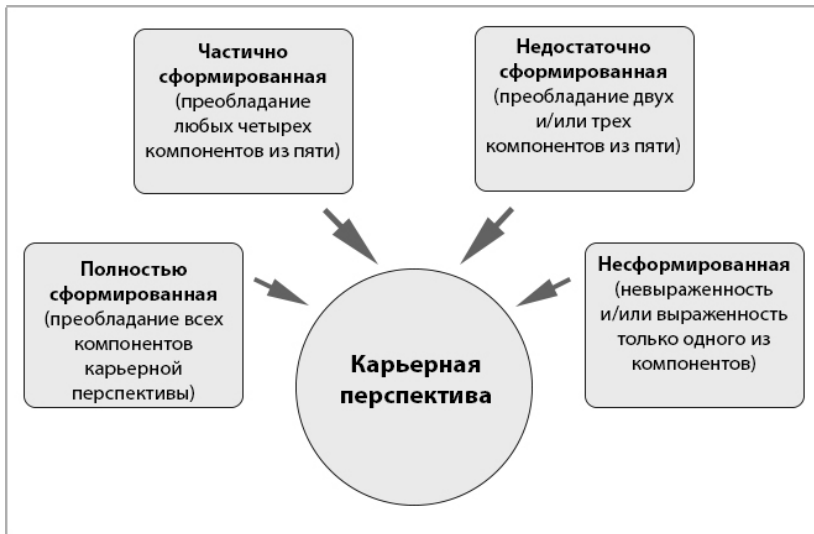 Частично
сформированная
(преобладание
любых четырех
компонентов из пяти)
Недостаточно
сформированная
(преобладание двух
и/или трех
компонентов из пяти)
Полностью
сформированная
(преобладание всех
компонентов
карьерной
перспективы)
Несформированная
(невыраженность
и/или выраженность
только одного из
компонентов)
Карьерная
перспектива